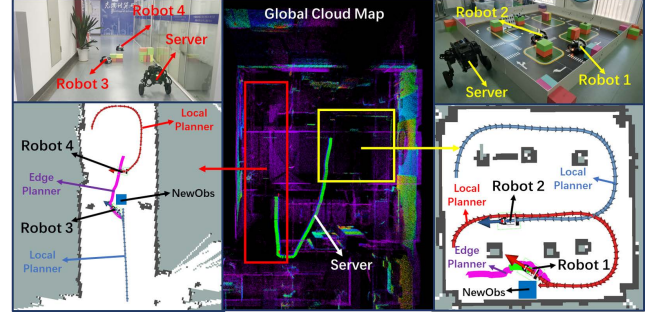 Robot 4
Server
Robot 3
Global Cloud Map
Robot 2
Robot 1
Server
Local
Planner
Robot 4
Edge
Planner
NewObs
Robot 3
Local
Planner
Server
Local
Planner
Robot 2
Local
Planner
Edge
Planner
Robot 1
NewObs